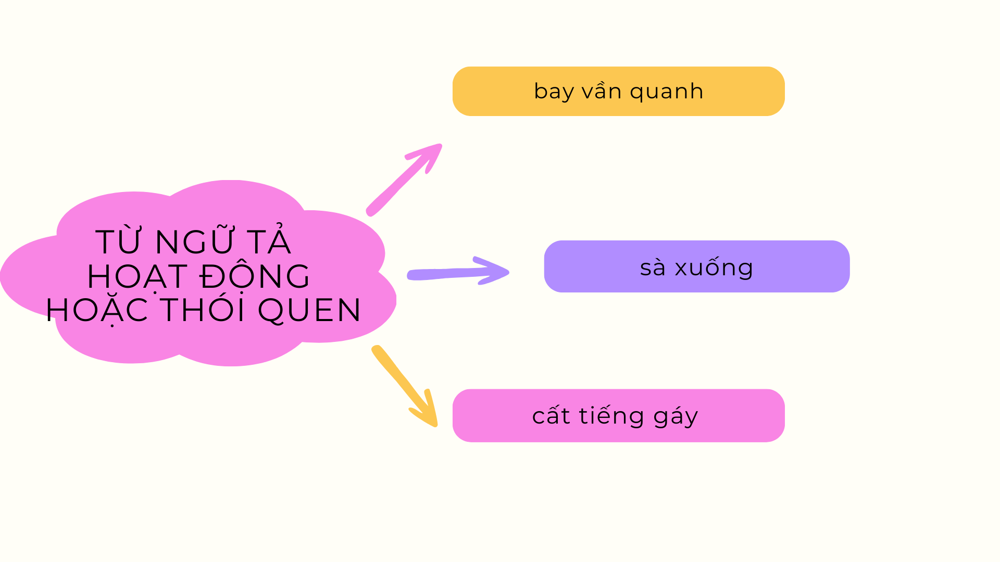 TỪ NGỮ TẢ
HOẠT ĐỘNG
HOẶC THÓI QUEN
bay vần quanh
sà xuống
cất tiếng gáy